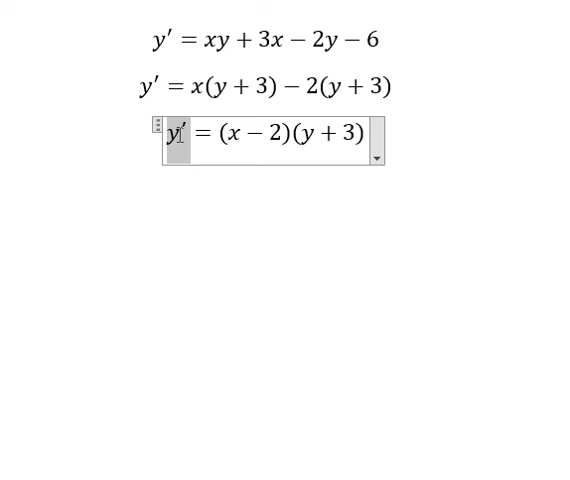 y′ = xy + 3x − 2y − 6
y′ = x(y + 3) − 2(y + 3)
y′ = (x − 2)(y + 3)